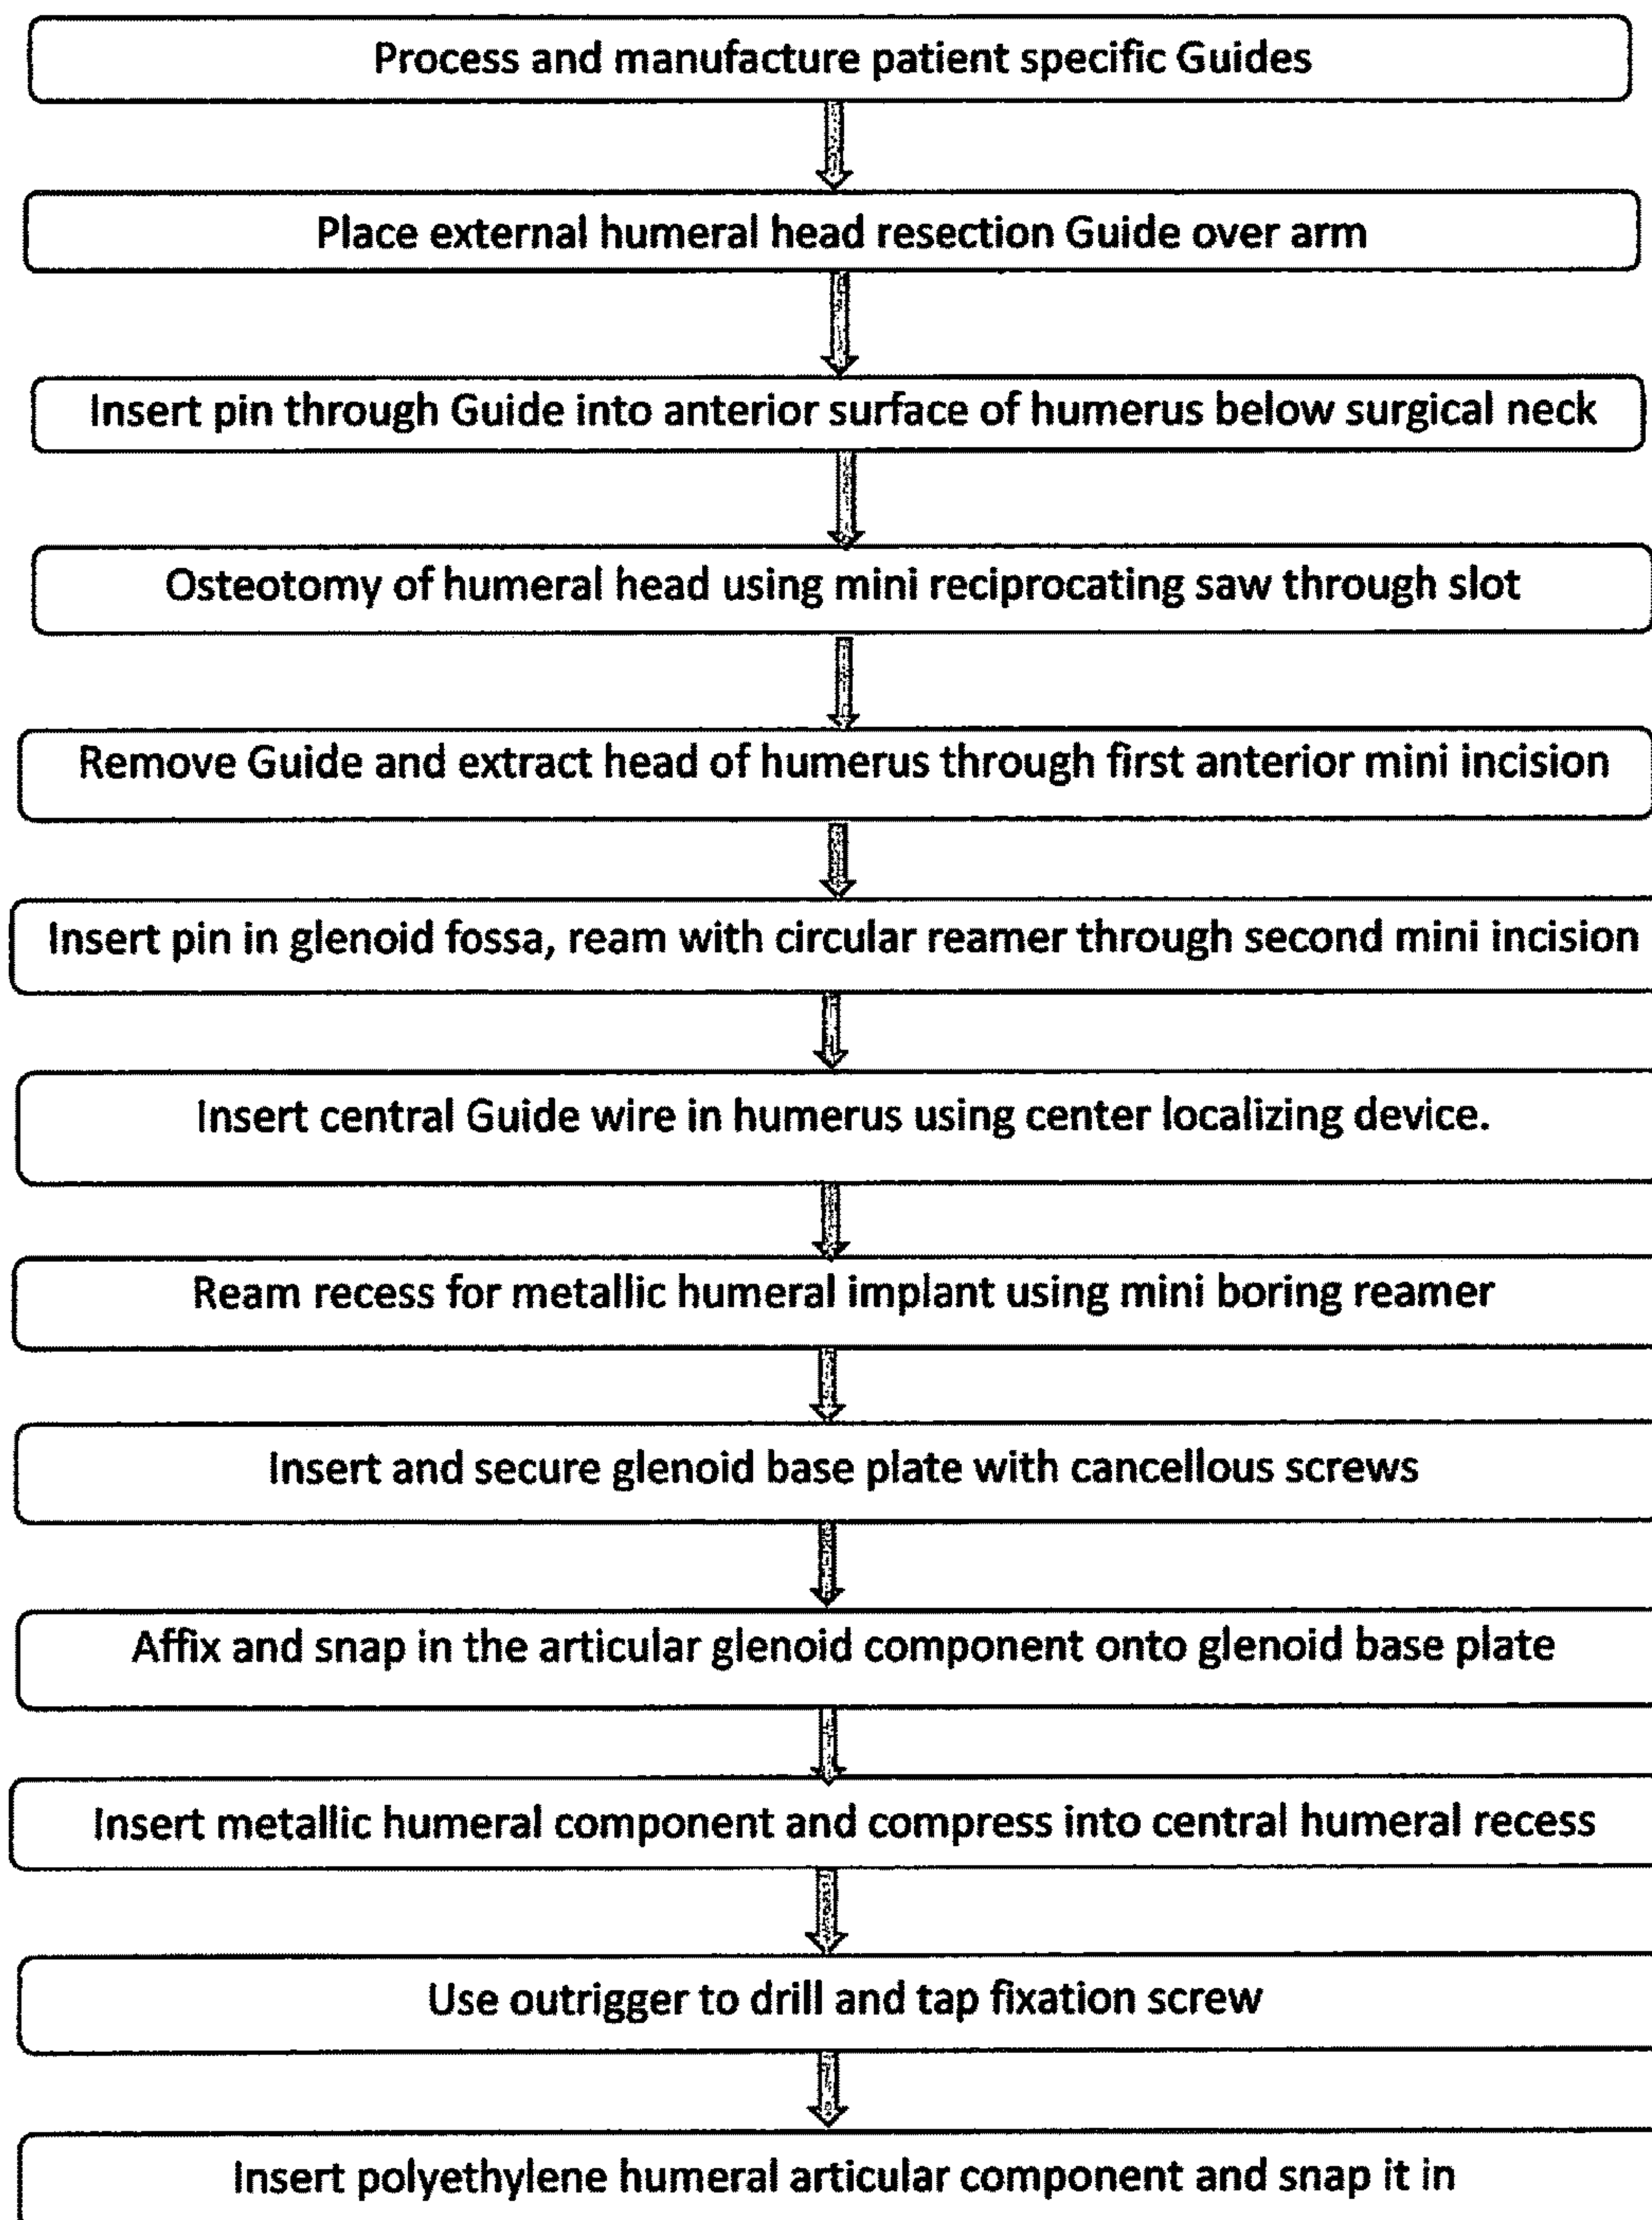 Process and manufacture patient specific Guides
Place external humeral head resection Guide over arm
Insert pin through Guide into anterior surface of humerus below surgical neck
Osteotomy of humeral head using mini reciprocating saw through slot
Remove Guide and extract head of humerus through first anterior mini incision
Insert pin in glenoid fossa, ream with circular reamer through second mini incision
Insert central Guide wire in humerus using center localizing device.
Ream recess for metallic humeral implant using mini boring reamer
Insert and secure glenoid base plate with cancellous screws
Affix and snap in the articular glenoid component onto glenoid base plate
Insert metallic humeral component and compress into central humeral recess
Use outrigger to drill and tap fixation screw
Insert polyethylene humeral articular component and snap it in